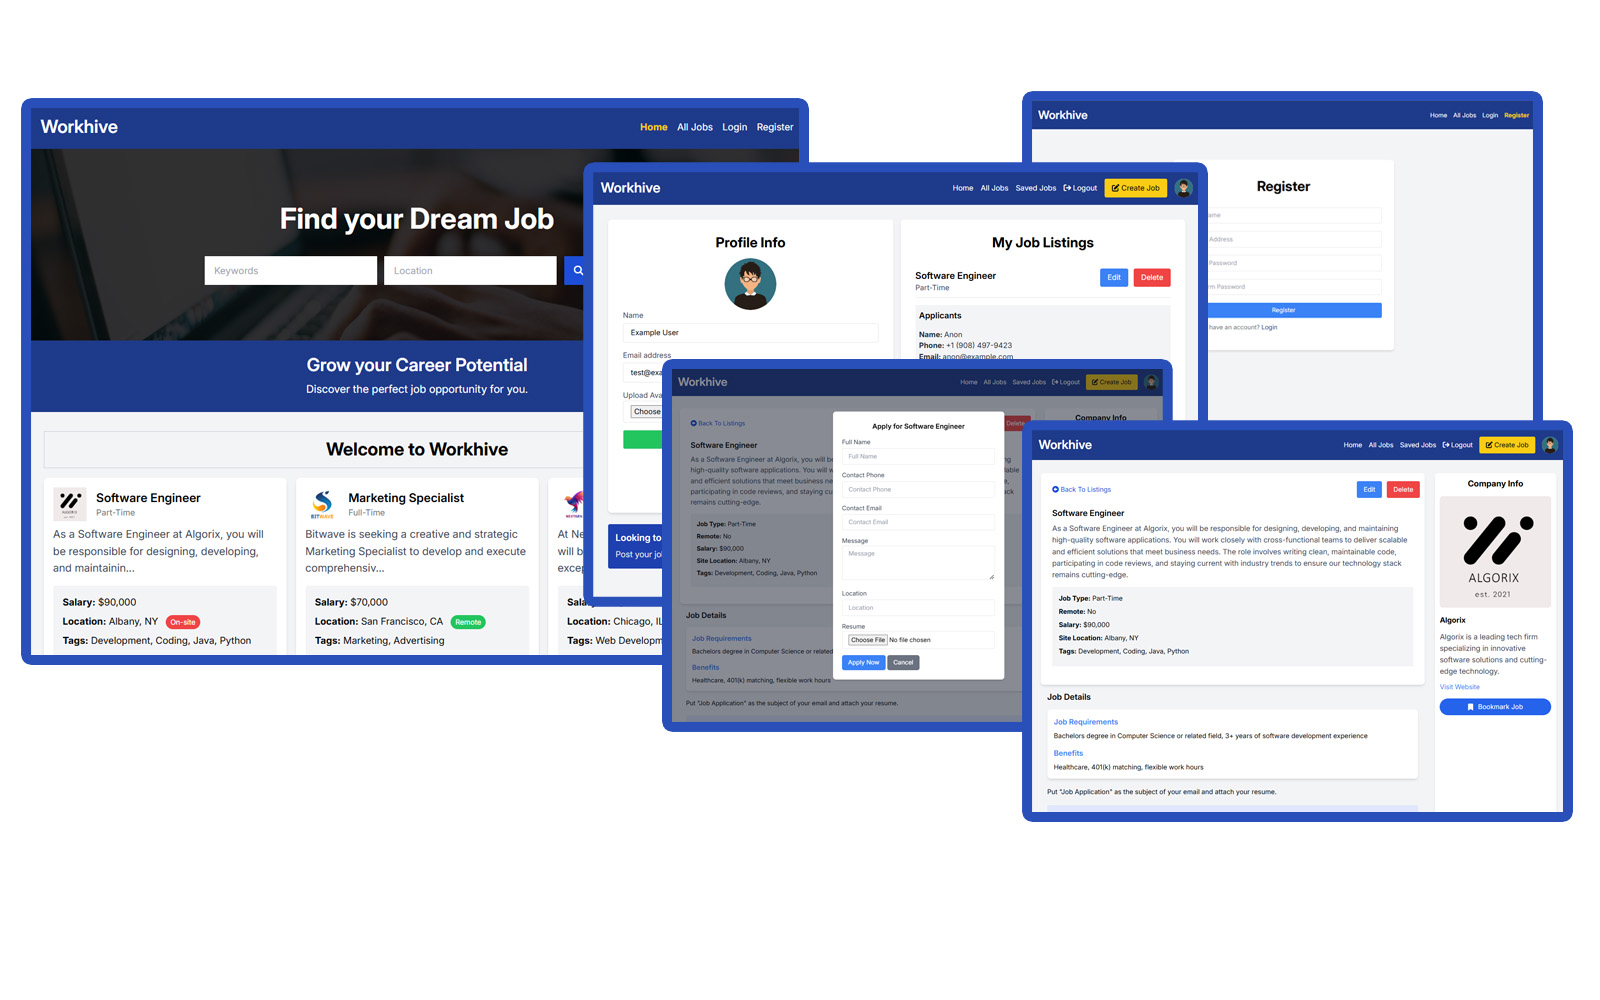 Workhive
Home All Jobs Login Register
Find your Dream Job
Keywords
Location
Grow your Career Potential
Discover the perfect job opportunity for you.
Welcome to Workhive
ALGORIX
Software Engineer
Part-Time
As a Software Engineer at Algorix, you will
be responsible for designing, developing,
and maintainin...
Salary: $90,000
Location: Albany, NY On-site
Tags: Development, Coding, Java, Python
BITWAVE
Marketing Specialist
Full-Time
Bitwave is seeking a creative and strategic
Marketing Specialist to develop and execute
comprehensiv...
Salary: $70,000
Location: San Francisco, CA Remote
Tags: Marketing, Advertising
At Ne
will b
excep
Sala
Location: Chicago, IL
Tags: Web Developm
Workhive
Home All Jobs Saved Jobs Logout Create Job
Profile Info
Name
Example User
Email address
test@exa
Upload Ava
Choose
Looking to
Post your jo
My Job Listings
Software Engineer
Part-Time
Edit Delete
Applicants
Name: Anon
Phone: +1 (908) 497-9423
Email: anon@example.com
Workhive
Home All Jobs Login Register
Register
ame
Address
Password
rm Password
Register
have an account? Login
Workhive
Home All Jobs Saved Jobs Logout Create Job
Back To Listings
Delete
Company Info
Software Engineer
As a Software Engineer at Algorix, you will be
high-quality software applications. You will w
and efficient solutions that meet business ne
participating in code reviews, and staying cu
remains cutting-edge.
Job Type: Part-Time
Remote: No
Salary: $90,000
Site Location: Albany, NY
Tags: Development, Coding, Java, Python
Job Details
Job Requirements
Bachelors degree in Computer Science or related
Benefits
Healthcare, 401(k) matching, flexible work hours
Put "Job Application" as the subject of your email and attach your resume.
Apply for Software Engineer
Full Name
Full Name
Contact Phone
Contact Phone
Contact Email
Contact Email
Message
Message
Location
Location
Resume
Choose File No file chosen
Apply Now Cancel
Workhive
Home All Jobs Saved Jobs Logout Create Job
Back To Listings
Edit Delete
Software Engineer
As a Software Engineer at Algorix, you will be responsible for designing, developing, and maintaining
high-quality software applications. You will work closely with cross-functional teams to deliver scalable
and efficient solutions that meet business needs. The role involves writing clean, maintainable code,
participating in code reviews, and staying current with industry trends to ensure our technology stack
remains cutting-edge.
Job Type: Part-Time
Remote: No
Salary: $90,000
Site Location: Albany, NY
Tags: Development, Coding, Java, Python
Job Details
Job Requirements
Bachelors degree in Computer Science or related field, 3+ years of software development experience
Benefits
Healthcare, 401(k) matching, flexible work hours
Put "Job Application" as the subject of your email and attach your resume.
Company Info
ALGORIX
est. 2021
Algorix
Algorix is a leading tech firm
specializing in innovative
software solutions and cutting-
edge technology.
Visit Website
Bookmark Job